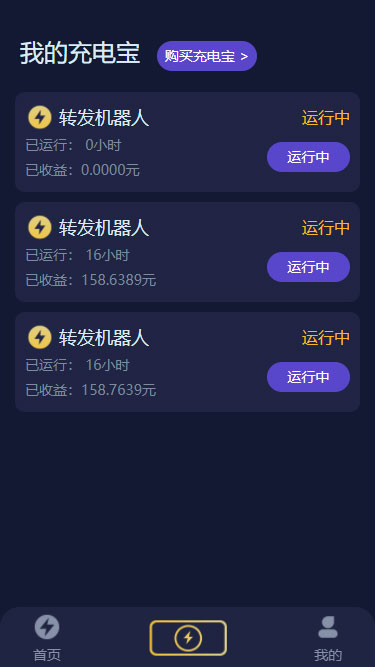 我的充电宝 购买充电宝 >
转发机器人 运行中
已运行： 0小时
运行中
已收益：0.0000元
转发机器人 运行中
已运行： 16小时
运行中
已收益：158.6389元
转发机器人 运行中
已运行： 16小时
运行中
已收益：158.7639元
首页 我的